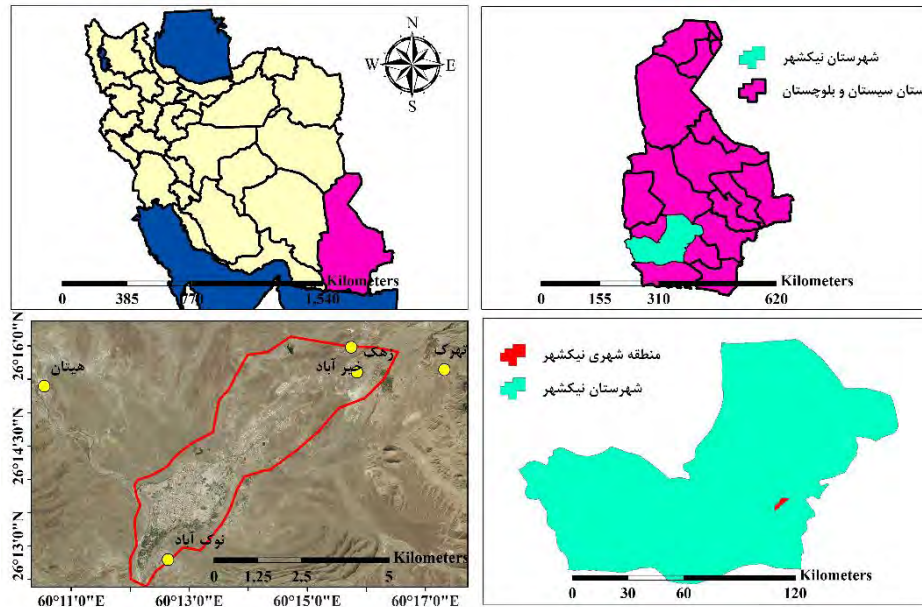 N
W E
S
Kilometers
0 385 770 1,540
شهرستان نیکشهر
ستان سیستان و بلوچستان
Kilometers
0 155 310 620
26°16'0"N
26°14'30"N
26°13'0"N
هیتان
زهک
خیر آباد
تهرک
نوک آباد
Kilometers
0 1.25 2.5 5
60°11'0"E 60°13'0"E 60°15'0"E 60°17'0"E
منطقه شهری نیکشهر
شهرستان نیکشهر
Kilometers
0 30 60 120